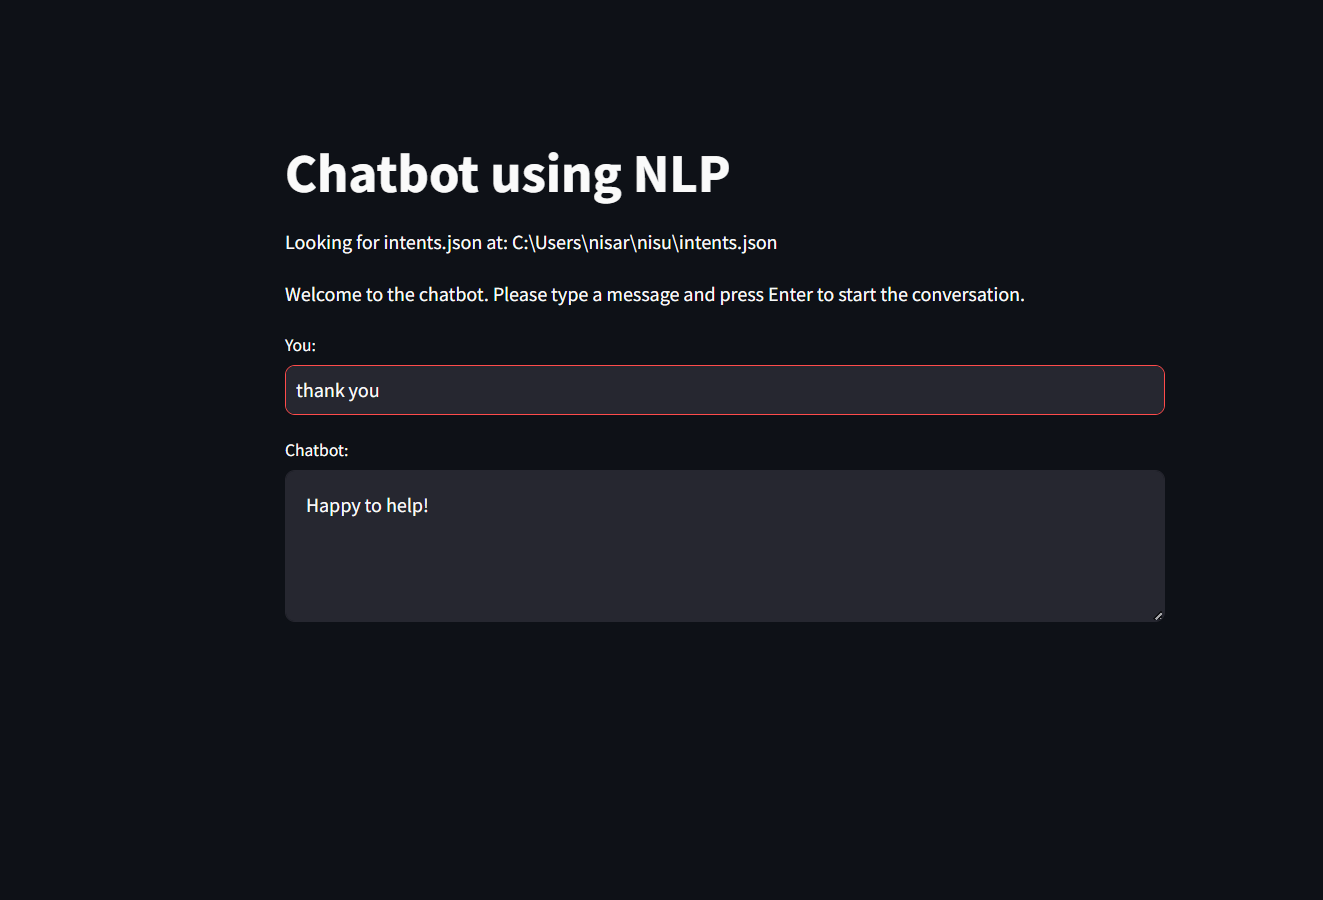 Chatbot using NLP
Looking for intents.json at: C:\Users\nisar\nisu\intents.json
Welcome to the chatbot. Please type a message and press Enter to start the conversation.
You:
thank you
Chatbot:
Happy to help!